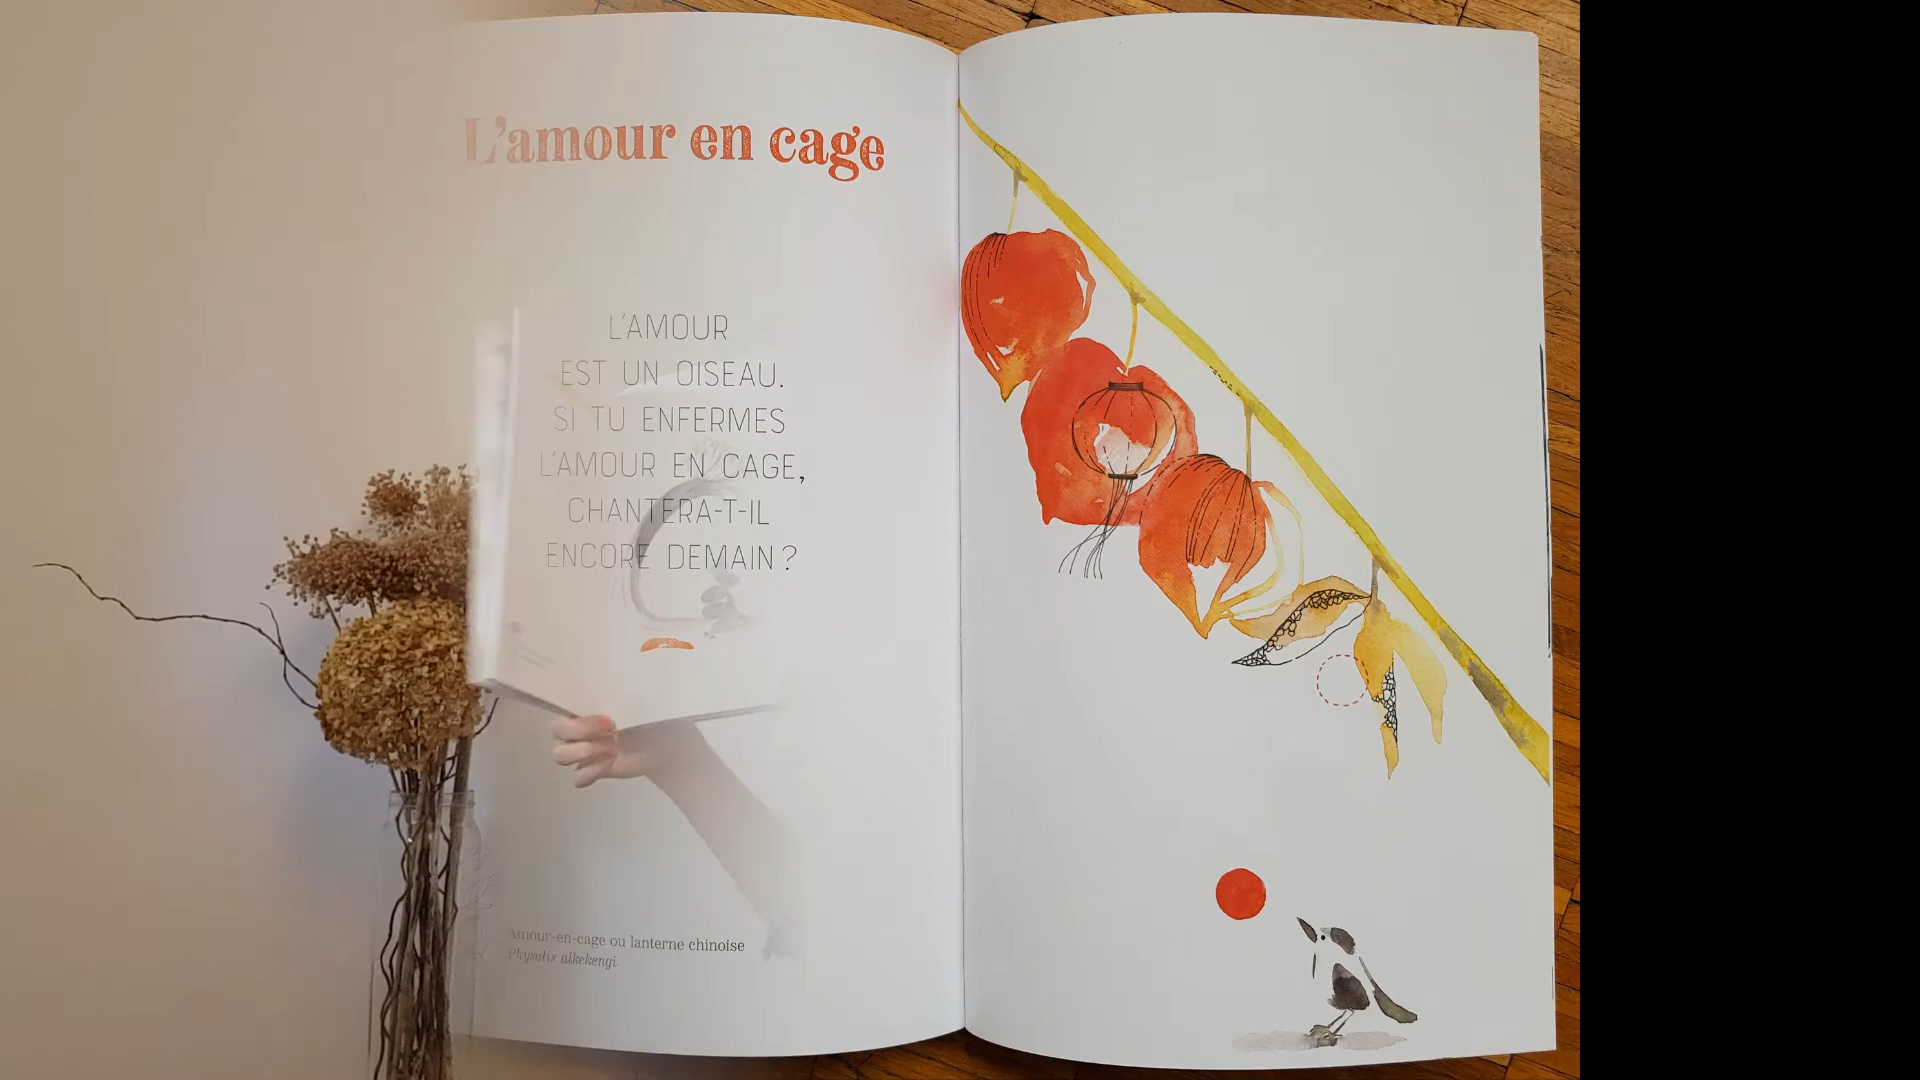 L'amour en cage
L'AMOUR
EST UN OISEAU.
SI TU ENFERMES
L'AMOUR EN CAGE,
CHANTERA-T-IL
ENCORE DEMAIN ?
Amour-en-cage ou lanterne chinoise
Physalis alkekengi